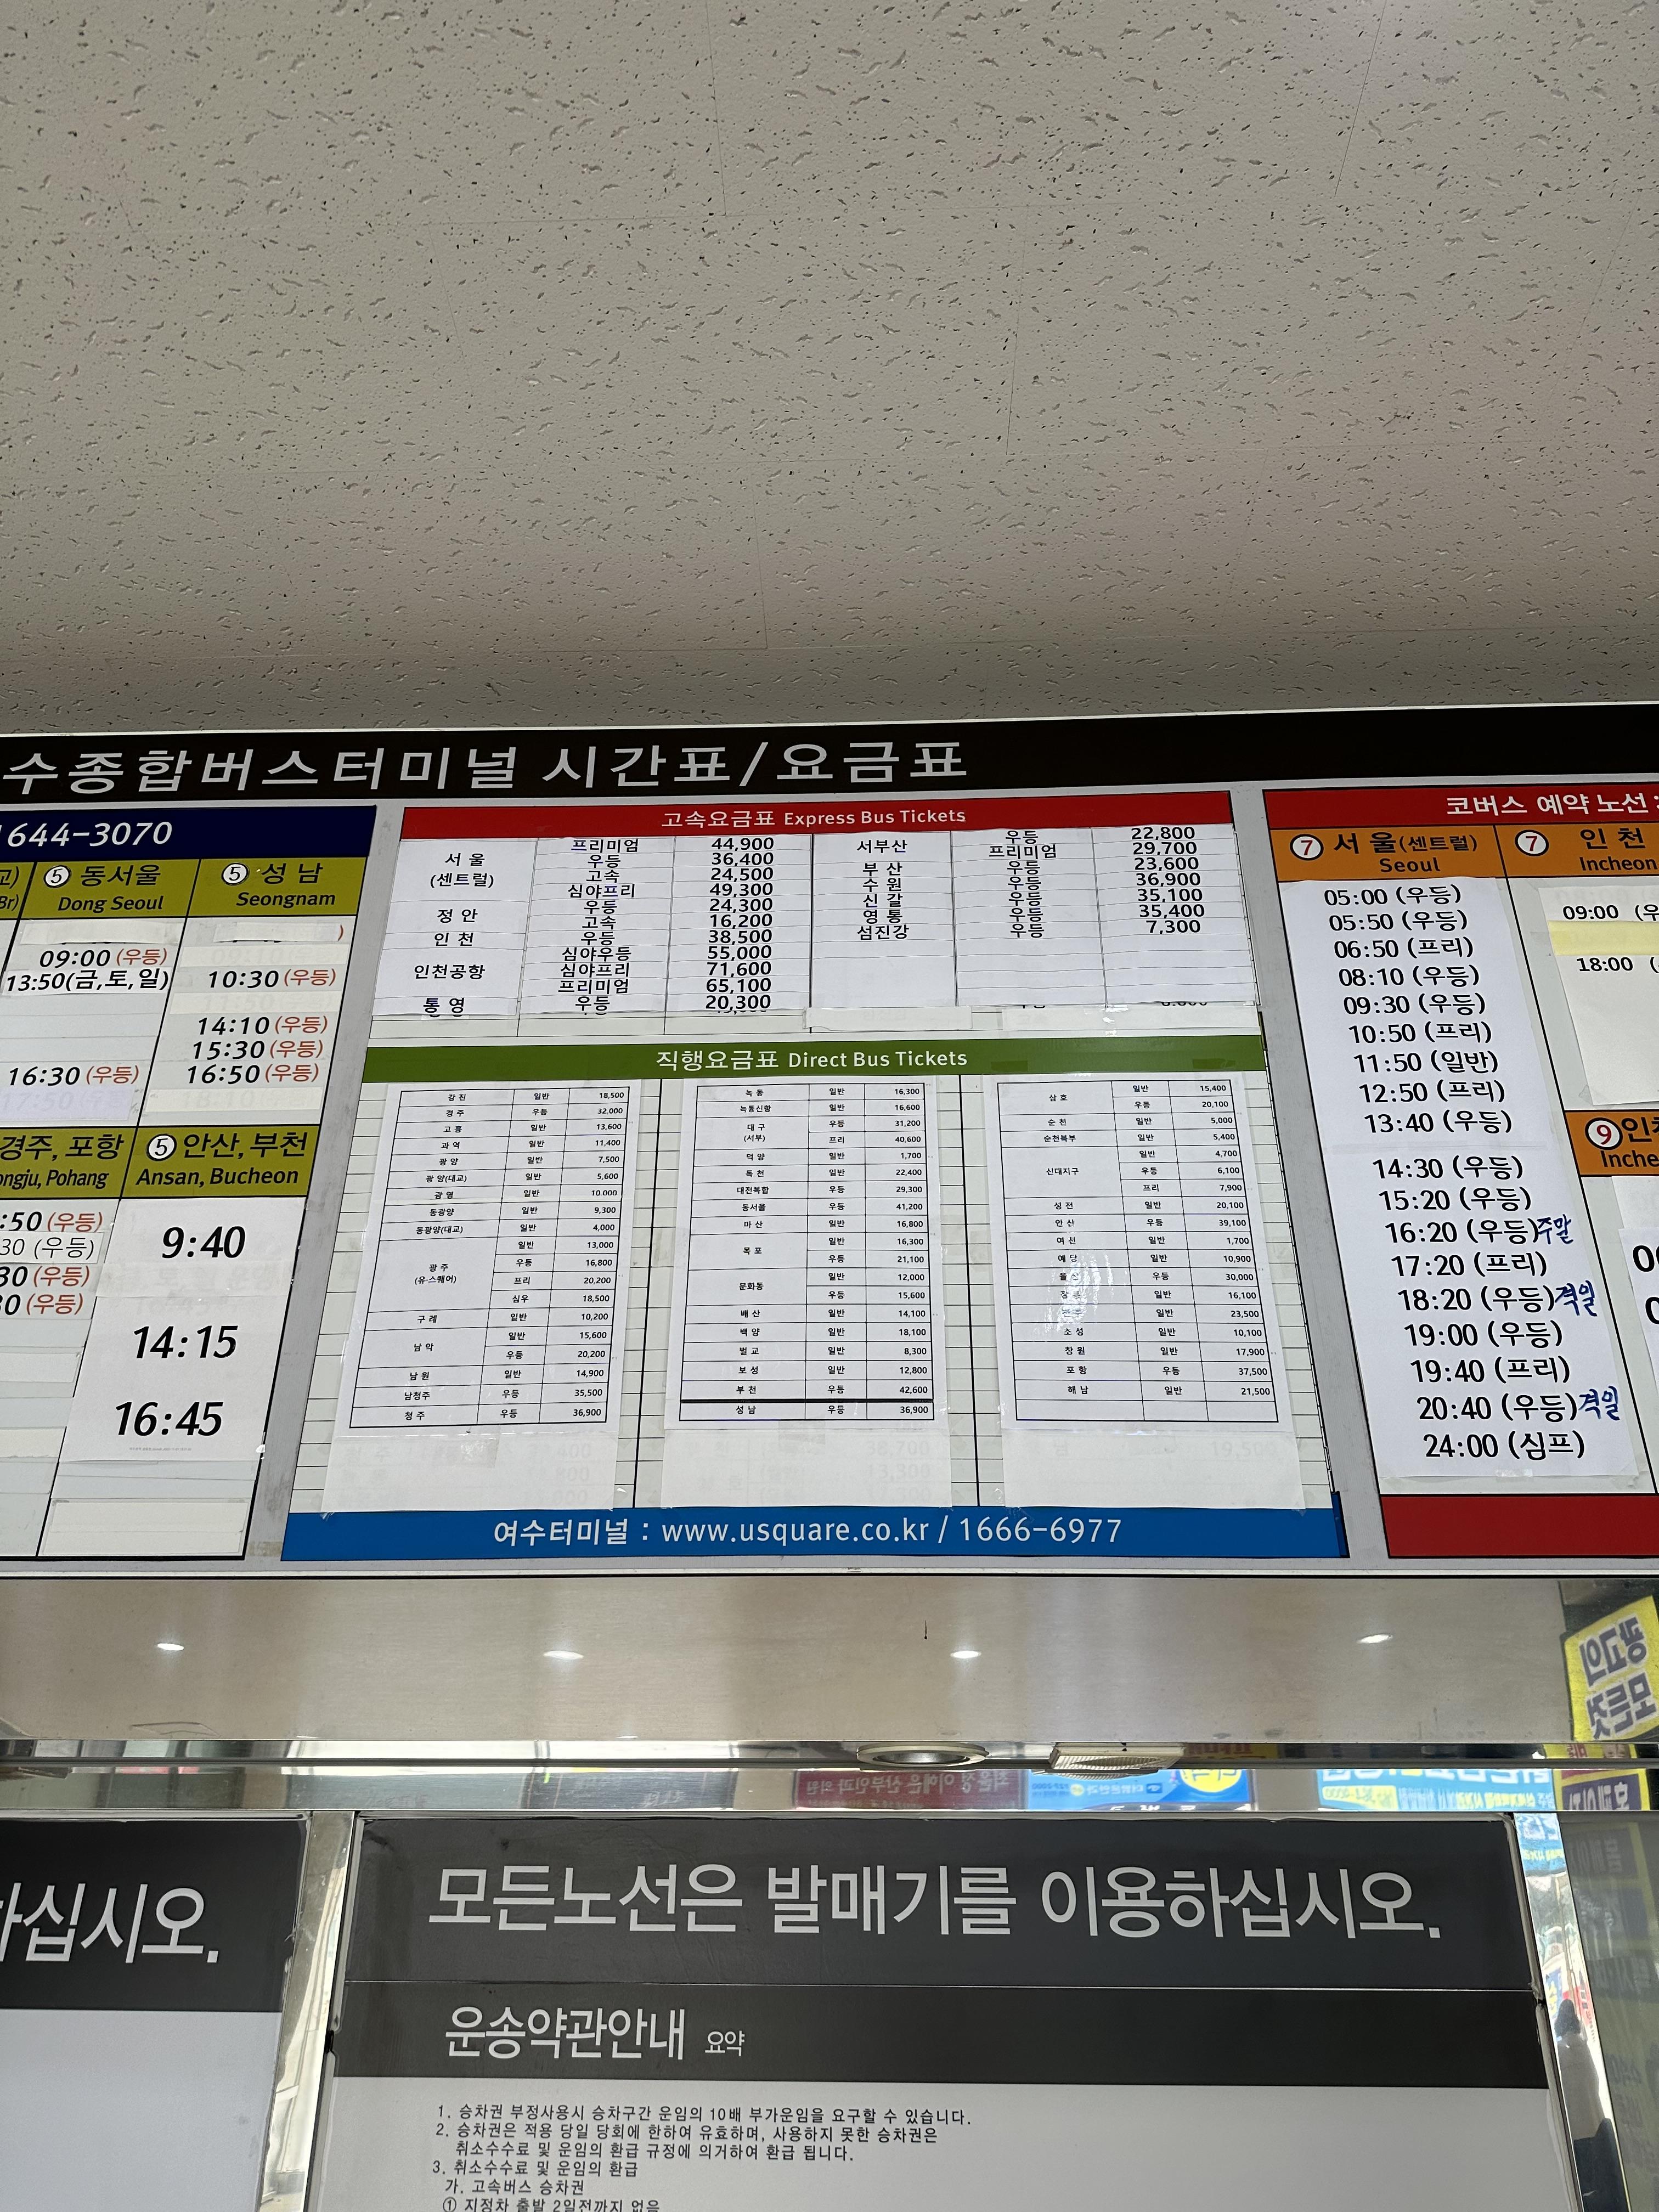 수종합버스터미널 시간표/요금표
1644-3070
⑤ 동서울
Dong Seoul
09:00 (우등)
13:50(금,토,일)
16:30 (우등)
⑤ 성 남
Seongnam
10:30 (우등)
14:10 (우등)
15:30 (우등)
16:50 (우등)
경주, 포항
ongju, Pohang
:50 (우등)
30 (우등)
30 (우등)
30 (우등)
⑤ 안산,부천
Ansan, Bucheon
9:40
14:15
16:45
고속요금표 Express Bus Tickets
서 울
(센트럴)
프리미엄 44,900
우등 36,400
고속 24,500
심야프리 49,300
정 안
우등 24,300
고속 16,200
인 천
우등 38,500
심야우등 55,000
인천공항
심야프리 71,600
프리미엄 65,100
통 영 우등 20,300
서부산 우등 22,800
부 산
프리미엄 29,700
우등 23,600
수 원 우등 36,900
신 갈 우등 35,100
영 통 우등 35,400
섬진강 우등 7,300
직행요금표 Direct Bus Tickets
강 진 일반 18,500
경 주 우등 32,000
고 흥 일반 13,600
과 역 일반 11,400
광 양 일반 7,500
광 양(대교) 일반 5,600
광 영 일반 10.000
동광양 일반 9,300
동광양(대교) 일반 4,000
광 주
(유·스퀘어)
일반 13,000
우등 16,800
프리 20,200
심우 18,500
구 례 일반 10,200
남 악
일반 15,600
우등 20,200
남 원 일반 14,900
남청주 우등 35,500
청 주 우등 36,900
녹 동 일반 16,300
녹동신항 일반 16,600
대 구
(서부)
우등 31,200
프리 40,600
덕 양 일반 1,700
독 천 일반 22,400
대전복합 우등 29,300
동서울 우등 41,200
마 산 일반 16,800
목 포
일반 16,300
우등 21,100
문화동
일반 12,000
우등 15,600
배 산 일반 14,100
백 양 일반 18,100
벌 교 일반 8,300
보 성 일반 12,800
부 천 우등 42,600
성 남 우등 36,900
삼 호
일반 15,400
우등 20,100
순 천 일반 5,000
순천북부 일반 5,400
신대지구
일반 4,700
우등 6,100
프리 7,900
성 전 일반 20,100
안 산 우등 39,100
여 천 일반 1,700
예 당 일반 10,900
우등 30,000
일반 16,100
일반 23,500
조 성 일반 10,100
창 원 일반 17,900
포 항 우등 37,500
해 남 일반 21,500
여수터미널 : www.usquare.co.kr / 1666-6977
코버스 예약 노선 :
⑦ 서 울(센트럴)
Seoul
05:00 (우등)
05:50 (우등)
06:50 (프리)
08:10 (우등)
09:30 (우등)
10:50 (프리)
11:50 (일반)
12:50 (프리)
13:40 (우등)
14:30 (우등)
15:20 (우등)
16:20 (우등)주말
17:20 (프리)
18:20 (우등)격일
19:00 (우등)
19:40 (프리)
20:40 (우등)격일
24:00 (심프)
⑦ 인 천
Incheon
09:00 (우
18:00
⑨인천
Inche
광고의
모든것
하십시오.
모든노선은 발매기를 이용하십시오.
운송약관안내 요약
1. 승차권 부정사용시 승차구간 운임의 10배 부가운임을 요구할 수 있습니다.
2. 승차권은 적용 당일 당회에 한하여 유효하며, 사용하지 못한 승차권은
취소수수료 및 운임의 환급 규정에 의거하여 환급 됩니다.
3. 취소수수료 및 운임의 환급
가. 고속버스 승차권
① 지정차 출발 2일전까지 없음